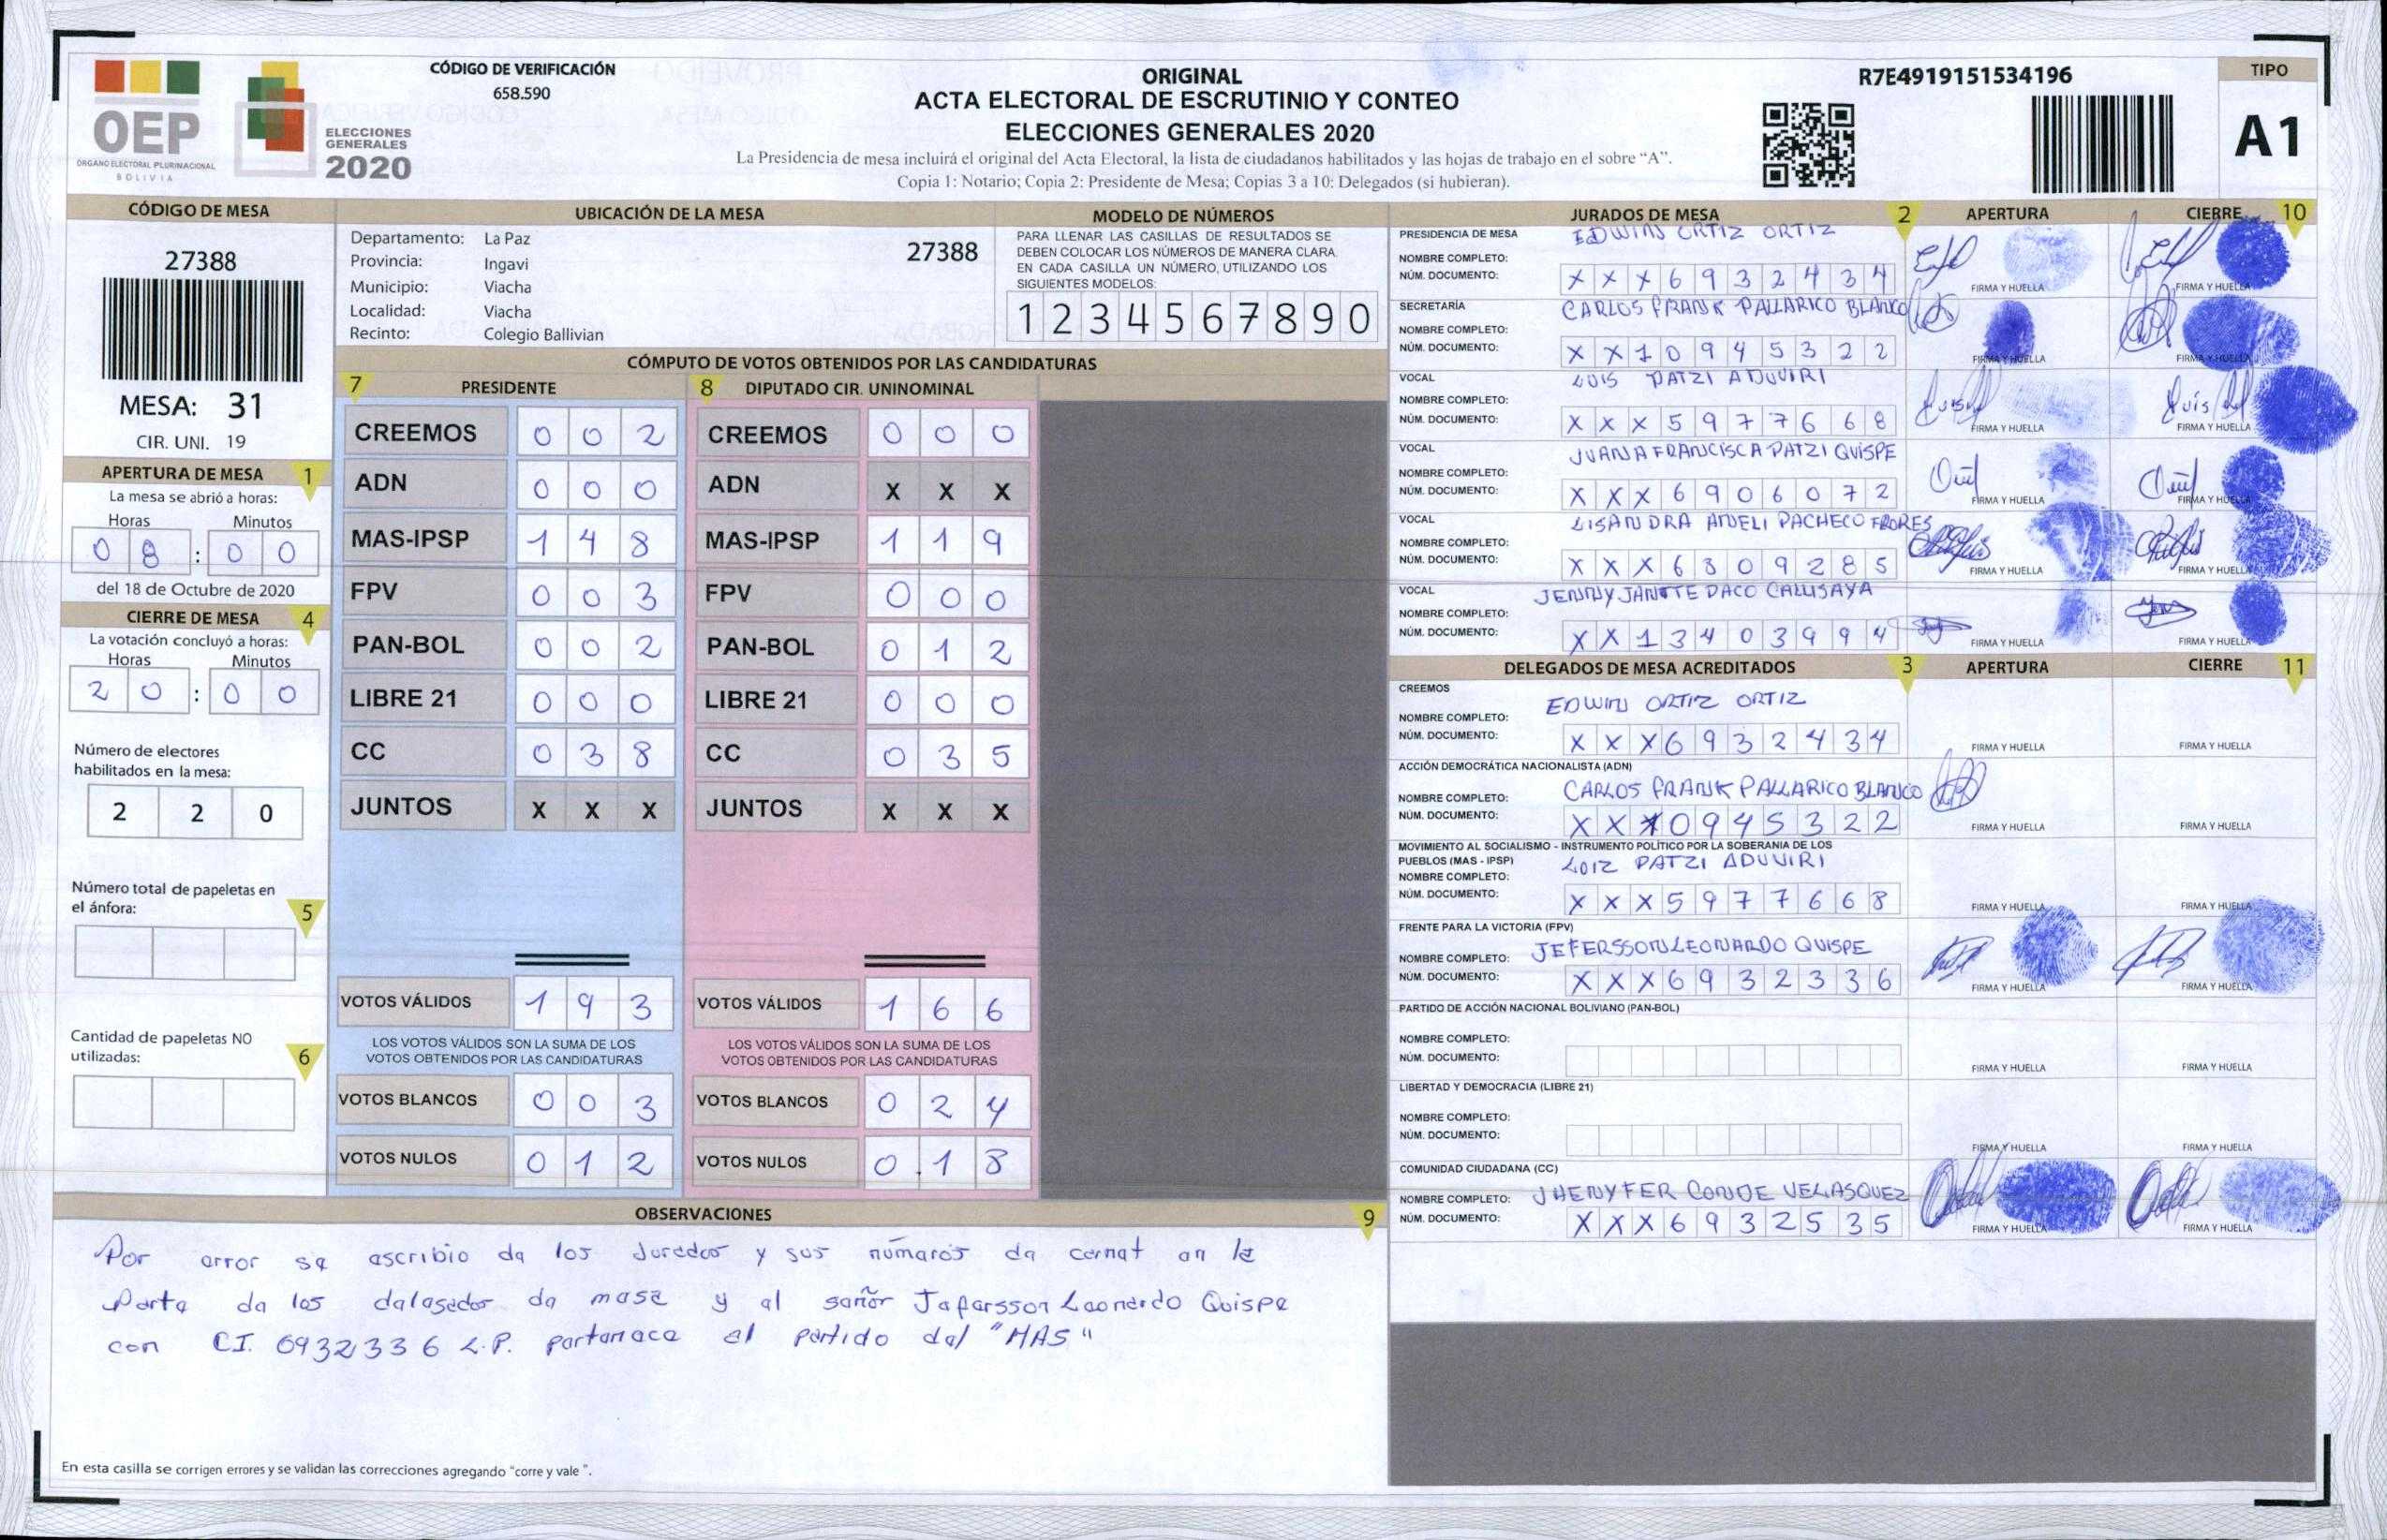 CÓDIGO DE VERIFICACIÓN
658.590
OEP
ÓRGANO ELECTORAL PLURINACIONAL
BOLIVIA
ELECCIONES
GENERALES
2020
ORIGINAL
ACTA ELECTORAL DE ESCRUTINIO Y CONTEO
ELECCIONES GENERALES 2020
La Presidencia de mesa incluirá el original del Acta Electoral, la lista de ciudadanos habilitados y las hojas de trabajo en el sobre “A”.
Copia 1: Notario; Copia 2: Presidente de Mesa; Copias 3 a 10: Delegados (si hubieran).
R7E4919151534196
TIPO
A1
CÓDIGO DE MESA
27388
MESA: 31
CIR. UNI. 19
APERTURA DE MESA 1
La mesa se abrió a horas:
Horas Minutos
0 8 : 0 0
del 18 de Octubre de 2020
CIERRE DE MESA 4
La votación concluyó a horas:
Horas Minutos
2 0 : 0 0
Número de electores
habilitados en la mesa:
2 2 0
Número total de papeletas en
el ánfora: 5
Cantidad de papeletas NO
utilizadas: 6
UBICACIÓN DE LA MESA
Departamento: La Paz 27388
Provincia: Ingavi
Municipio: Viacha
Localidad: Viacha
Recinto: Colegio Ballivian
MODELO DE NÚMEROS
PARA LLENAR LAS CASILLAS DE RESULTADOS SE
DEBEN COLOCAR LOS NÚMEROS DE MANERA CLARA.
EN CADA CASILLA UN NÚMERO, UTILIZANDO LOS
SIGUIENTES MODELOS:
1 2 3 4 5 6 7 8 9 0
CÓMPUTO DE VOTOS OBTENIDOS POR LAS CANDIDATURAS
7 PRESIDENTE
CREEMOS 0 0 2
ADN 0 0 0
MAS-IPSP 1 4 8
FPV 0 0 3
PAN-BOL 0 0 2
LIBRE 21 0 0 0
CC 0 3 8
JUNTOS X X X
VOTOS VÁLIDOS 1 9 3
LOS VOTOS VÁLIDOS SON LA SUMA DE LOS
VOTOS OBTENIDOS POR LAS CANDIDATURAS
VOTOS BLANCOS 0 0 3
VOTOS NULOS 0 1 2
8 DIPUTADO CIR. UNINOMINAL
CREEMOS 0 0 0
ADN X X X
MAS-IPSP 1 1 9
FPV 0 0 0
PAN-BOL 0 1 2
LIBRE 21 0 0 0
CC 0 3 5
JUNTOS X X X
VOTOS VÁLIDOS 1 6 6
LOS VOTOS VÁLIDOS SON LA SUMA DE LOS
VOTOS OBTENIDOS POR LAS CANDIDATURAS
VOTOS BLANCOS 0 2 4
VOTOS NULOS 0 1 8
JURADOS DE MESA 2 APERTURA CIERRE 10
PRESIDENCIA DE MESA EDWIN ORTIZ ORTIZ
NOMBRE COMPLETO:
NÚM. DOCUMENTO: X X X 6 9 3 2 4 3 4 FIRMA Y HUELLA FIRMA Y HUELLA
SECRETARÍA CARLOS FRANK PALLARICO BLANCO
NOMBRE COMPLETO:
NÚM. DOCUMENTO: X X 1 0 9 4 5 3 2 2 FIRMA Y HUELLA FIRMA Y HUELLA
VOCAL LUIS PATZI ADUVIRI
NOMBRE COMPLETO:
NÚM. DOCUMENTO: X X X 5 9 7 7 6 6 8 FIRMA Y HUELLA FIRMA Y HUELLA
VOCAL JUANA FRANCISCA PATZI QUISPE
NOMBRE COMPLETO:
NÚM. DOCUMENTO: X X X 6 9 0 6 0 7 2 FIRMA Y HUELLA FIRMA Y HUELLA
VOCAL LISANDRA ANELI PACHECO FLORES
NOMBRE COMPLETO:
NÚM. DOCUMENTO: X X X 6 3 0 9 2 8 5 FIRMA Y HUELLA FIRMA Y HUELLA
VOCAL JENNY JANETTE PACO CALLISAYA
NOMBRE COMPLETO:
NÚM. DOCUMENTO: X X 1 3 4 0 3 9 9 4 FIRMA Y HUELLA FIRMA Y HUELLA
DELEGADOS DE MESA ACREDITADOS 3 APERTURA CIERRE 11
CREEMOS
NOMBRE COMPLETO: EDWIN ORTIZ ORTIZ
NÚM. DOCUMENTO: X X X 6 9 3 2 4 3 4 FIRMA Y HUELLA FIRMA Y HUELLA
ACCIÓN DEMOCRÁTICA NACIONALISTA (ADN)
NOMBRE COMPLETO: CARLOS FRANK PALLARICO BLANCO
NÚM. DOCUMENTO: X X 1 0 9 4 5 3 2 2 FIRMA Y HUELLA FIRMA Y HUELLA
MOVIMIENTO AL SOCIALISMO - INSTRUMENTO POLÍTICO POR LA SOBERANIA DE LOS
PUEBLOS (MAS - IPSP)
NOMBRE COMPLETO: LOIZ PATZI ADUVIRI
NÚM. DOCUMENTO: X X X 5 9 7 7 6 6 8 FIRMA Y HUELLA FIRMA Y HUELLA
FRENTE PARA LA VICTORIA (FPV)
NOMBRE COMPLETO: JEFERSSON LEONARDO QUISPE
NÚM. DOCUMENTO: X X X 6 9 3 2 3 3 6 FIRMA Y HUELLA FIRMA Y HUELLA
PARTIDO DE ACCIÓN NACIONAL BOLIVIANO (PAN-BOL)
NOMBRE COMPLETO:
NÚM. DOCUMENTO: FIRMA Y HUELLA FIRMA Y HUELLA
LIBERTAD Y DEMOCRACIA (LIBRE 21)
NOMBRE COMPLETO:
NÚM. DOCUMENTO: FIRMA Y HUELLA FIRMA Y HUELLA
COMUNIDAD CIUDADANA (CC)
NOMBRE COMPLETO: JHENYFER CONDE VELASQUEZ
NÚM. DOCUMENTO: X X X 6 9 3 2 5 3 5 FIRMA Y HUELLA FIRMA Y HUELLA
OBSERVACIONES 9
Por error se escribio de los Jurados y sus números de carnet en la
Parte de los delegados de mesa y al señor Jefersson Leonardo Quispe
con C.I. 6932336 L.P. partenece al partido del "MAS"
En esta casilla se corrigen errores y se validan las correcciones agregando "corre y vale ".